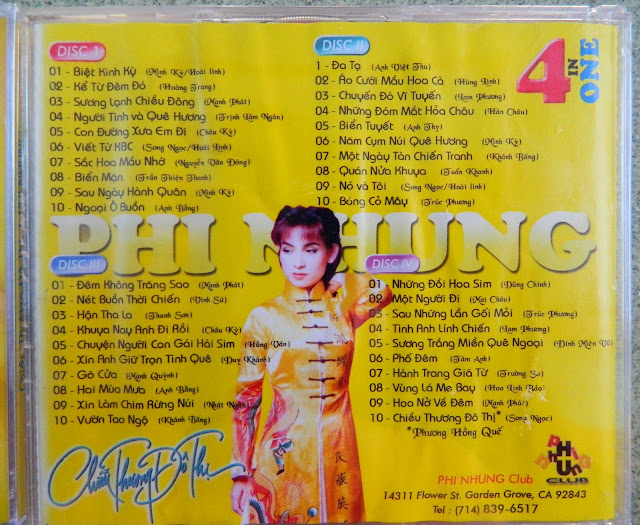 DISC I
01 - Biệt Kinh Kỳ (Minh Kỳ/Hoài Linh)
02 - Kể Từ Đêm Đó (Hoàng Trang)
03 - Sương Lạnh Chiều Đông (Mạnh Phát)
04 - Người Tình và Quê Hương (Trịnh Lâm Ngân)
05 - Con Đường Xưa Em Đi (Châu Kỳ)
06 - Viết Từ KBC (Song Ngọc/Hoài Linh)
07 - Sắc Hoa Mầu Nhớ (Nguyễn Văn Đông)
08 - Biển Mặn (Trần Thiện Thanh)
09 - Sau Ngày Hành Quân (Minh Kỳ)
10 - Ngoại Ô Buồn (Anh Bằng)
DISC II
1 - Đa Tạ (Anh Việt Thu)
02 - Áo Cưới Mầu Hoa Cà (Hùng Linh)
03 - Chuyến Đò Vĩ Tuyến (Lam Phương)
04 - Những Đóm Mắt Hỏa Châu (Hàn Châu)
05 - Biển Tuyết (Anh Thy)
06 - Năm Cụm Núi Quê Hương (Minh Kỳ)
07 - Một Ngày Tàn Chiến Tranh (Khánh Băng)
08 - Quán Nửa Khuya (Tuấn Khanh)
09 - Nó và Tôi (Song Ngọc/Hoài linh)
10 - Bông Cỏ Mây (Trúc Phương)
4 IN ONE
PHI NHUNG
DISC III
01 - Đêm Không Trăng Sao (Mạnh Phát)
02 - Nét Buồn Thời Chiến (Vinh Sử)
03 - Hận Tha La (Thanh Sơn)
04 - Khuya Nay Anh Đi Rồi (Châu Kỳ)
05 - Chuyện Người Con Gái Hái Sim (Hồng Vân)
06 - Xin Anh Giữ Trọn Tình Quê (Duy Khánh)
07 - Gõ Cửa (Mạnh Quỳnh)
08 - Hai Mùa Mưa (Anh Bằng)
09 - Xin Làm Chim Rừng Núi (Nhật Ngân)
10 - Vườn Tao Ngộ (Khánh Băng)
DISC IV
01 - Những Đồi Hoa Sim (Dũng Chinh)
02 - Một Người Đi (Mai Châu)
05 - Sau Những Lần Gối Mỏi (Trúc Phương)
04 - Tình Anh Lính Chiến (Lam Phương)
05 - Sương Trắng Miền Quê Ngoại (Đinh Miên Vũ)
06 - Phố Đêm (Tâm Anh)
07 - Hành Trang Giã Từ (Trường Sa)
08 - Vùng Lá Me Bay (Hoa Linh Bảo)
09 - Hoa Nở Về Đêm (Mạnh Phát)
10 - Chiều Thương Đô Thị* (Song Ngọc)
*Phương Hồng Quế
Chiều Thương Đô Thị
PHI NHUNG CLUB
PHI NHUNG Club
14311 Flower St. Garden Grove, CA 92843
Tel : (714) 839-6517